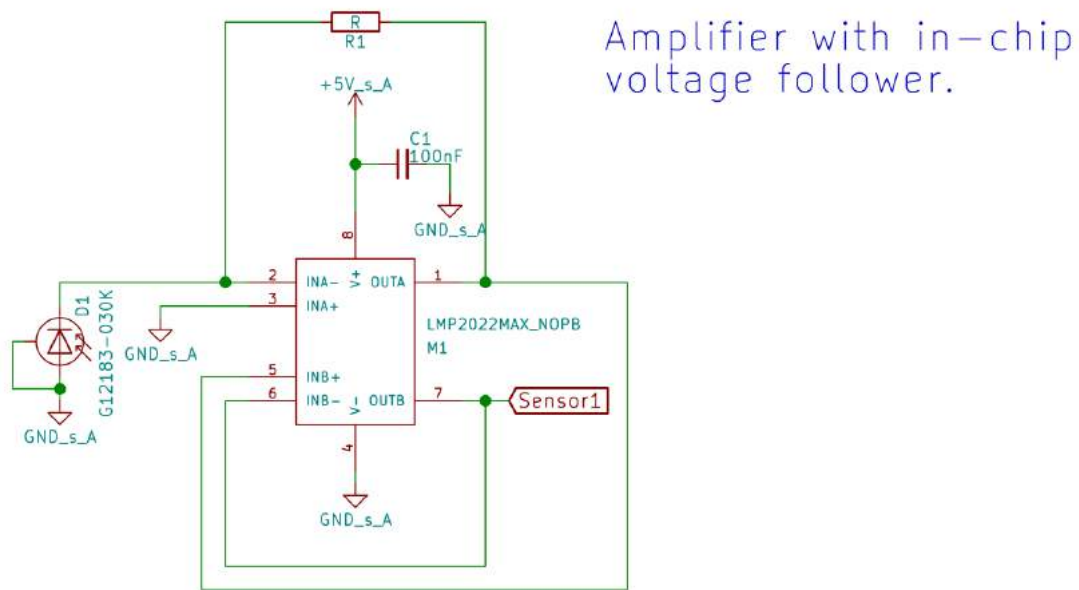 R
R1
Amplifier with in-chip
voltage follower.
+5V_s_A
C1
100nF
GND_s_A
8
2 INA- V+ OUTA 1
3 INA+
GND_s_A
LMP2022MAX_NOPB
M1
D1
G12183-030K
5 INB+
6 INB- V- OUTB 7
Sensor1
GND_s_A
4
GND_s_A